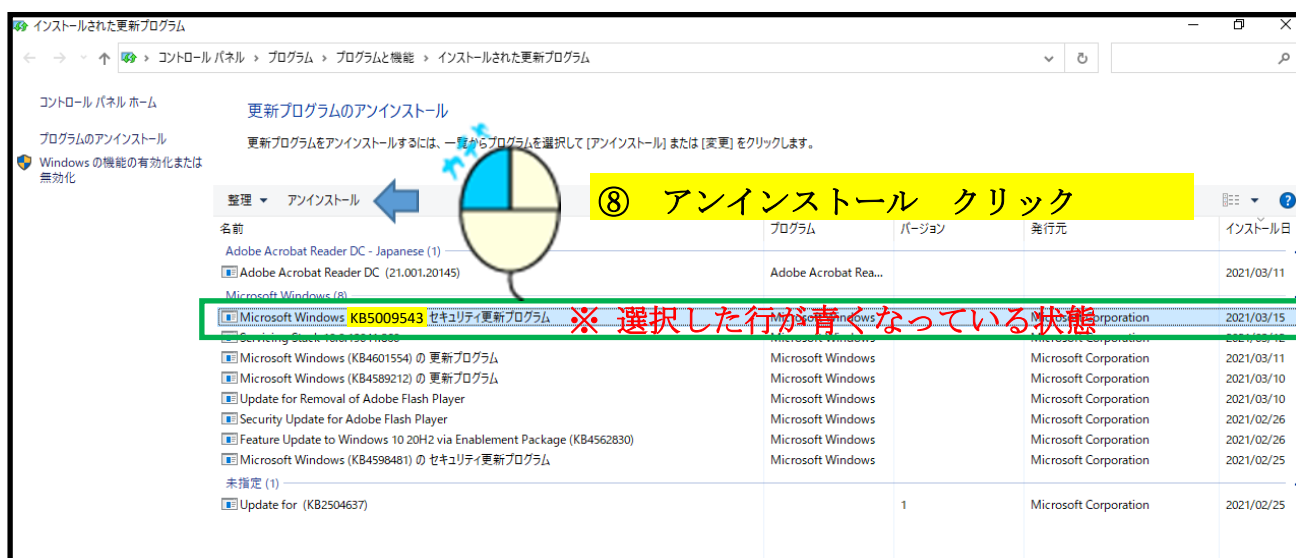 インストールされた更新プログラム
コントロール パネル › プログラム › プログラムと機能 › インストールされた更新プログラム
コントロール パネル ホーム
プログラムのアンインストール
Windows の機能の有効化または
無効化
更新プログラムのアンインストール
更新プログラムをアンインストールするには、一覧からプログラムを選択して [アンインストール] または [変更] をクリックします。
カチッ
整理 アンインストール
⑧ アンインストール クリック
名前 プログラム バージョン 発行元 インストール日
Adobe Acrobat Reader DC - Japanese (1)
Adobe Acrobat Reader DC (21.001.20145) Adobe Acrobat Rea... 2021/03/11
Microsoft Windows (8)
Microsoft Windows KB5009543 セキュリティ更新プログラム Microsoft Windows Microsoft Corporation 2021/03/15
※ 選択した行が青くなっている状態
Microsoft Windows (KB4601554) の 更新プログラム Microsoft Windows Microsoft Corporation 2021/03/11
Microsoft Windows (KB4589212) の 更新プログラム Microsoft Windows Microsoft Corporation 2021/03/10
Update for Removal of Adobe Flash Player Microsoft Windows Microsoft Corporation 2021/03/10
Security Update for Adobe Flash Player Microsoft Windows Microsoft Corporation 2021/02/26
Feature Update to Windows 10 20H2 via Enablement Package (KB4562830) Microsoft Windows Microsoft Corporation 2021/02/26
Microsoft Windows (KB4598481) の セキュリティ更新プログラム Microsoft Windows Microsoft Corporation 2021/02/25
未指定 (1)
Update for (KB2504637) 1 Microsoft Corporation 2021/02/25